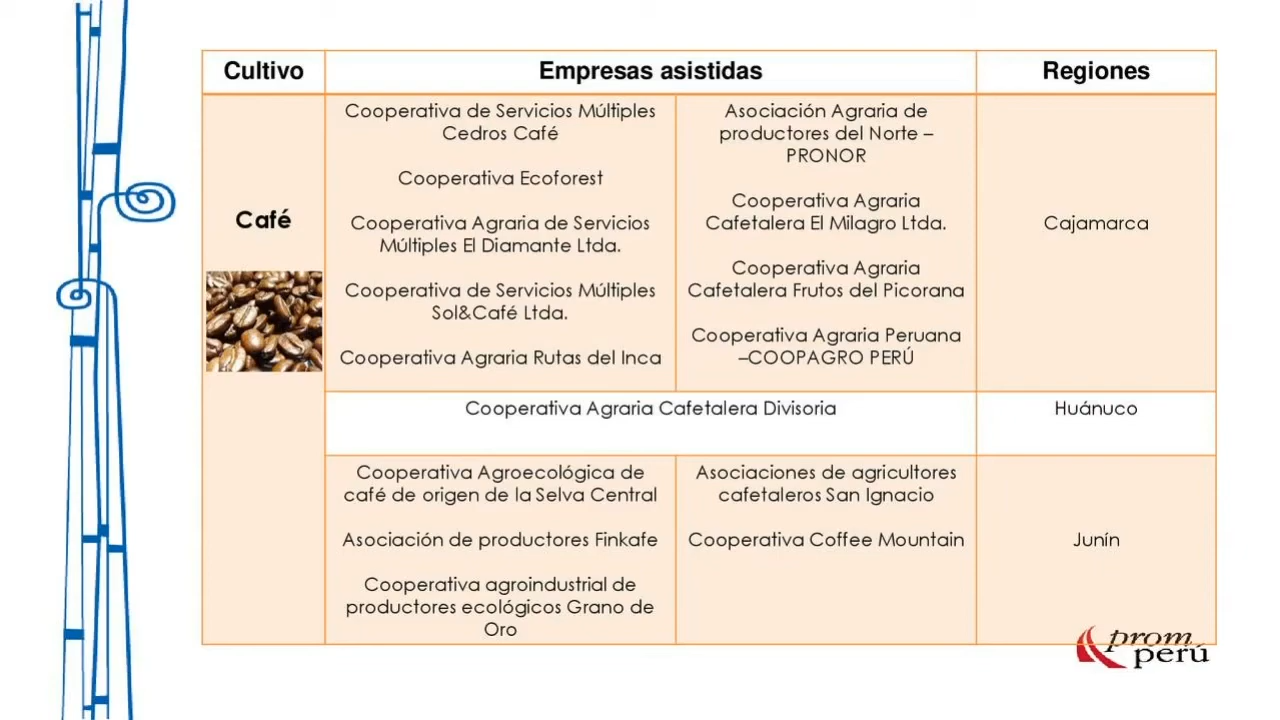 Cultivo
Empresas asistidas
Regiones
Café
Cooperativa de Servicios Múltiples
Cedros Café
Cooperativa Ecoforest
Cooperativa Agraria de Servicios
Múltiples El Diamante Ltda.
Cooperativa de Servicios Múltiples
Sol&Café Ltda.
Cooperativa Agraria Rutas del Inca
Asociación Agraria de
productores del Norte –
PRONOR
Cooperativa Agraria
Cafetalera El Milagro Ltda.
Cooperativa Agraria
Cafetalera Frutos del Picorana
Cooperativa Agraria Peruana
–COOPAGRO PERÚ
Cajamarca
Cooperativa Agraria Cafetalera Divisoria
Huánuco
Cooperativa Agroecológica de
café de origen de la Selva Central
Asociación de productores Finkafe
Cooperativa agroindustrial de
productores ecológicos Grano de
Oro
Asociaciones de agricultores
cafetaleros San Ignacio
Cooperativa Coffee Mountain
Junín
prom
perú